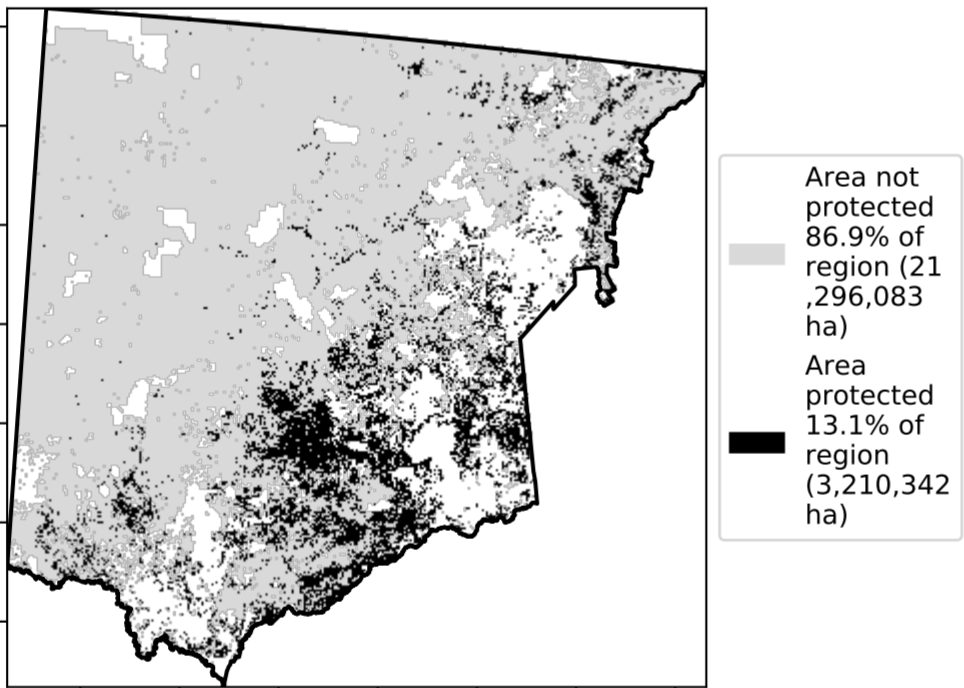 Area not
protected
86.9% of
region (21
,296,083
ha)
Area
protected
13.1% of
region
(3,210,342
ha)